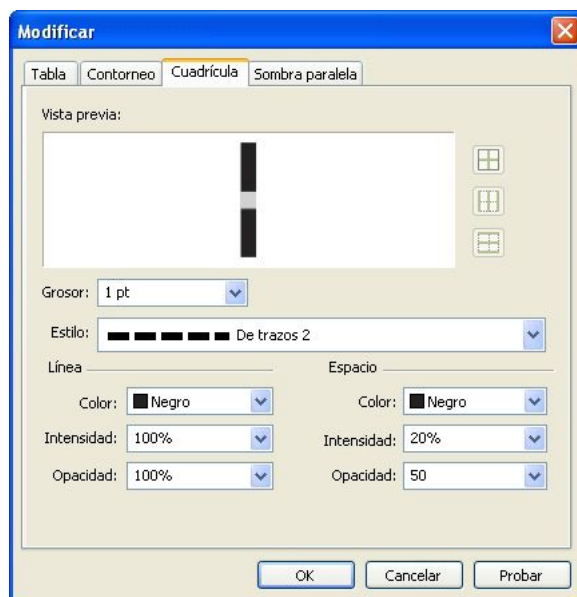 Modificar
Tabla Contorneo Cuadrícula Sombra paralela
Vista previa:
Grosor: 1 pt
Estilo: De trazos 2
Línea Espacio
Color: Negro Color: Negro
Intensidad: 100% Intensidad: 20%
Opacidad: 100% Opacidad: 50
OK Cancelar Probar